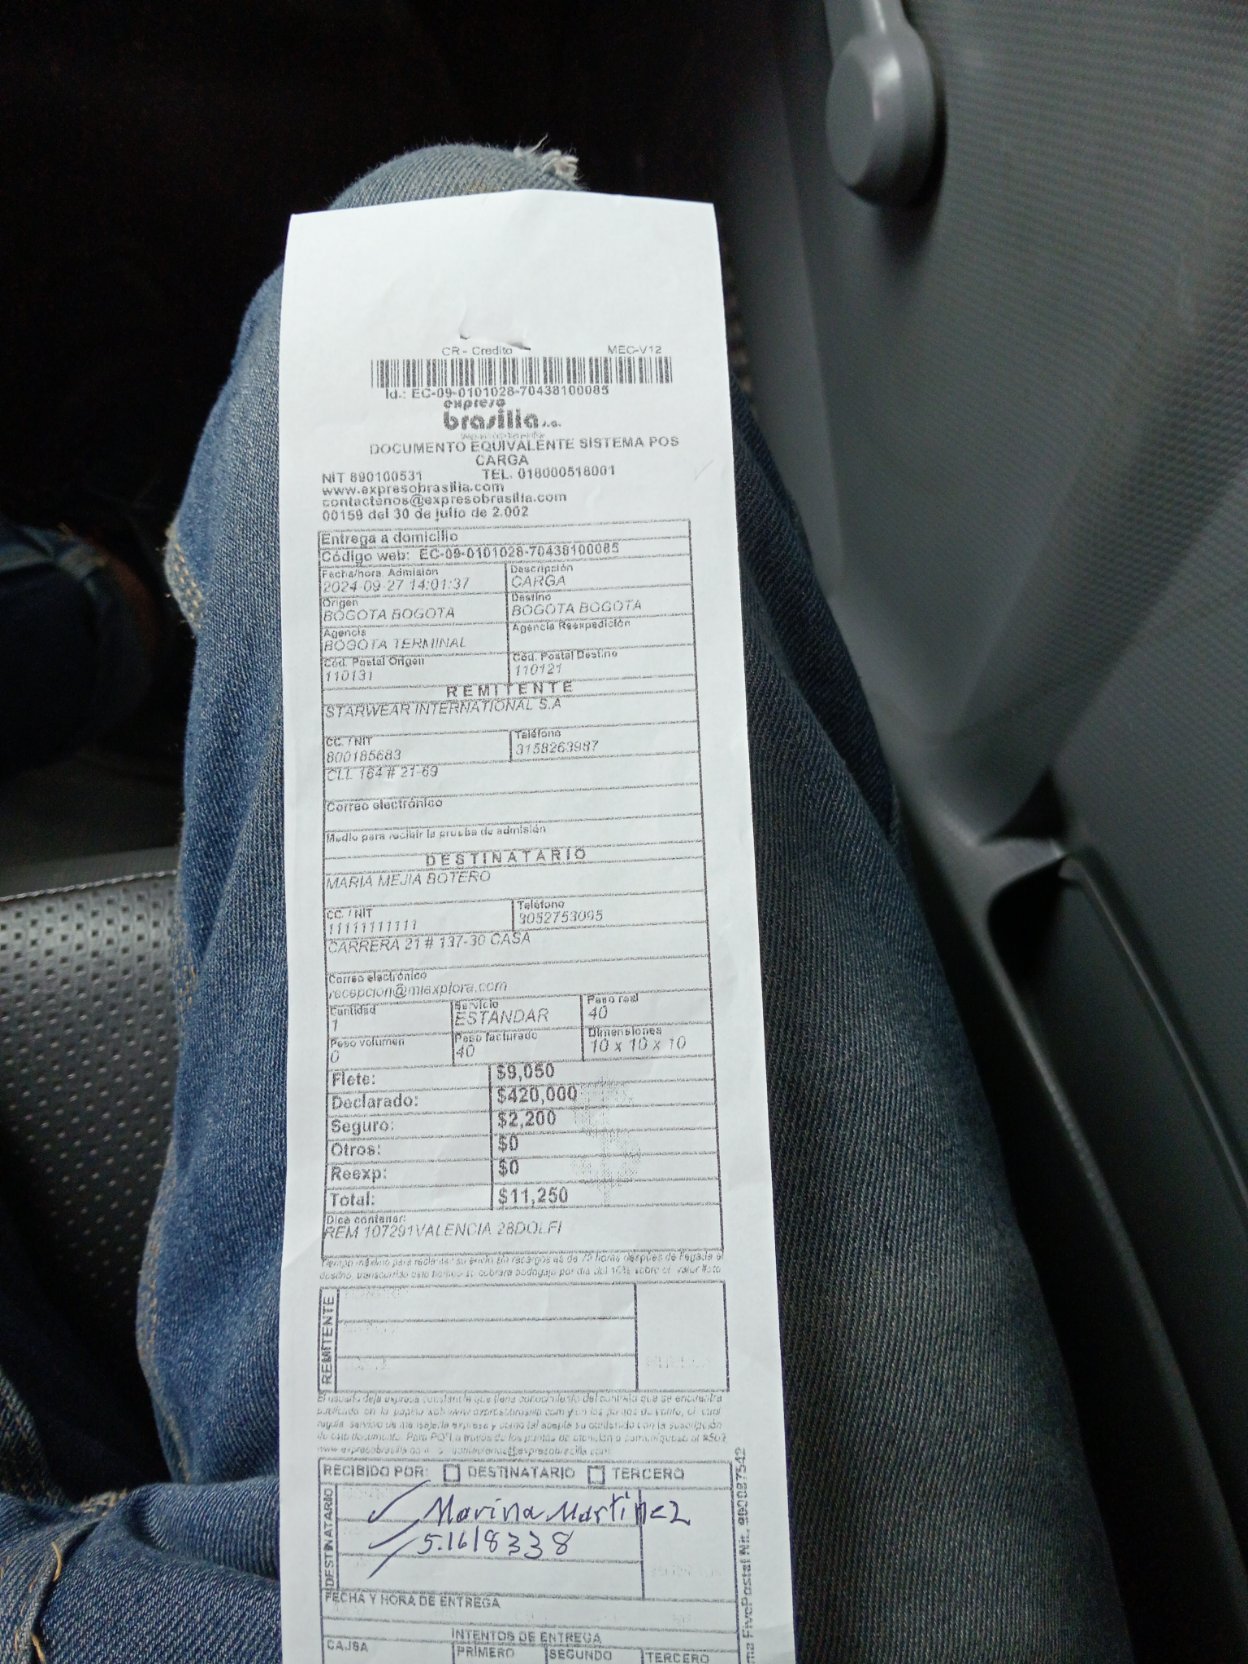 CR - Credito MEC-V12
Id.: EC-09-0101028-70438100085
expreso
brasilia s.a.
DOCUMENTO EQUIVALENTE SISTEMA POS
CARGA
NIT 890100531 TEL. 018000518001
www.expresobrasilia.com
contactenos@expresobrasilia.com
00159 del 30 de julio de 2.002
Entrega a domicilio
Código web: EC-09-0101028-70438100085
Fecha/hora Admisión Descripción
2024-09-27 14:01:37 CARGA
Origen Destino
BOGOTA BOGOTA BOGOTA BOGOTA
Agencia Agencia Reexpedición
BOGOTA TERMINAL
Cód. Postal Origen Cód. Postal Destino
110131 110121
REMITENTE
STARWEAR INTERNATIONAL S.A
CC. / NIT Teléfono
800185683 3158263987
CLL 164 # 21-69
Correo electrónico
Medio para recibir la prueba de admisión
DESTINATARIO
MARIA MEJIA BOTERO
CC. / NIT Teléfono
11111111111 3052753095
CARRERA 21 # 137-30 CASA
Correo electrónico
recepcion@miexplora.com
Cantidad Servicio Peso real
1 ESTANDAR 40
Peso volumen Peso facturado Dimensiones
0 40 10 x 10 x 10
Flete: $9,050
Declarado: $420,000
Seguro: $2,200
Otros: $0
Reexp: $0
Total: $11,250
Dice contener:
REM 107291VALENCIA 28DOLFI
REMITENTE
RECIBIDO POR: DESTINATARIO TERCERO
DESTINATARIO
Marina Martinez
51618338
FECHA Y HORA DE ENTREGA
INTENTOS DE ENTREGA
CAJSA PRIMERO SEGUNDO TERCERO
FivePostal Nit. 900087542